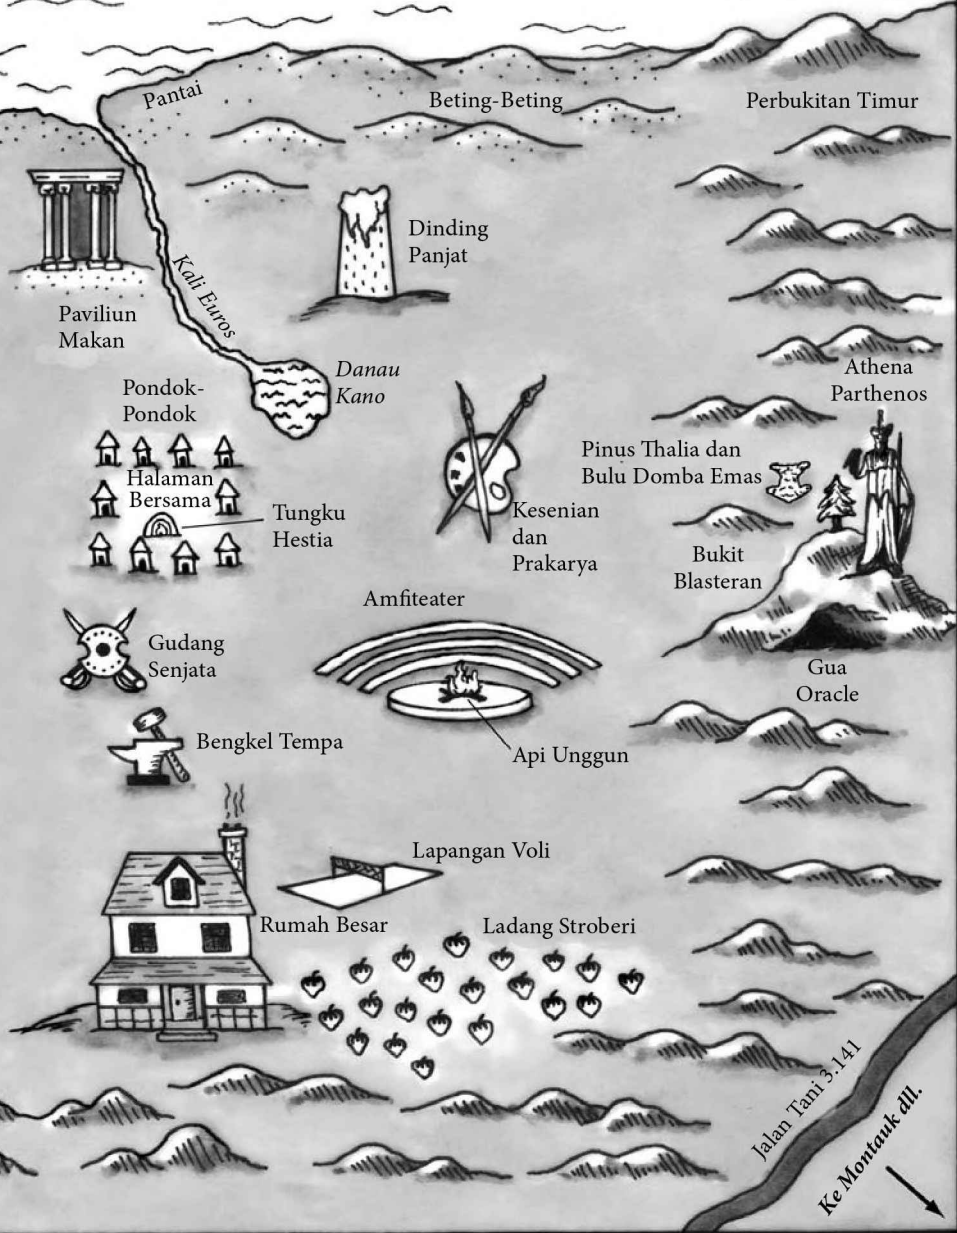 Pantai
Beting-Beting
Perbukitan Timur
Dinding
Panjat
Kali Euros
Paviliun
Makan
Danau
Kano
Athena
Parthenos
Pondok-
Pondok
Pinus Thalia dan
Bulu Domba Emas
Halaman
Bersama
Tungku
Hestia
Kesenian
dan
Prakarya
Bukit
Blasteran
Amfiteater
Gudang
Senjata
Gua
Oracle
Bengkel Tempa
Api Unggun
Lapangan Voli
Rumah Besar
Ladang Stroberi
Jalan Tani 3.141
Ke Montauk dll.